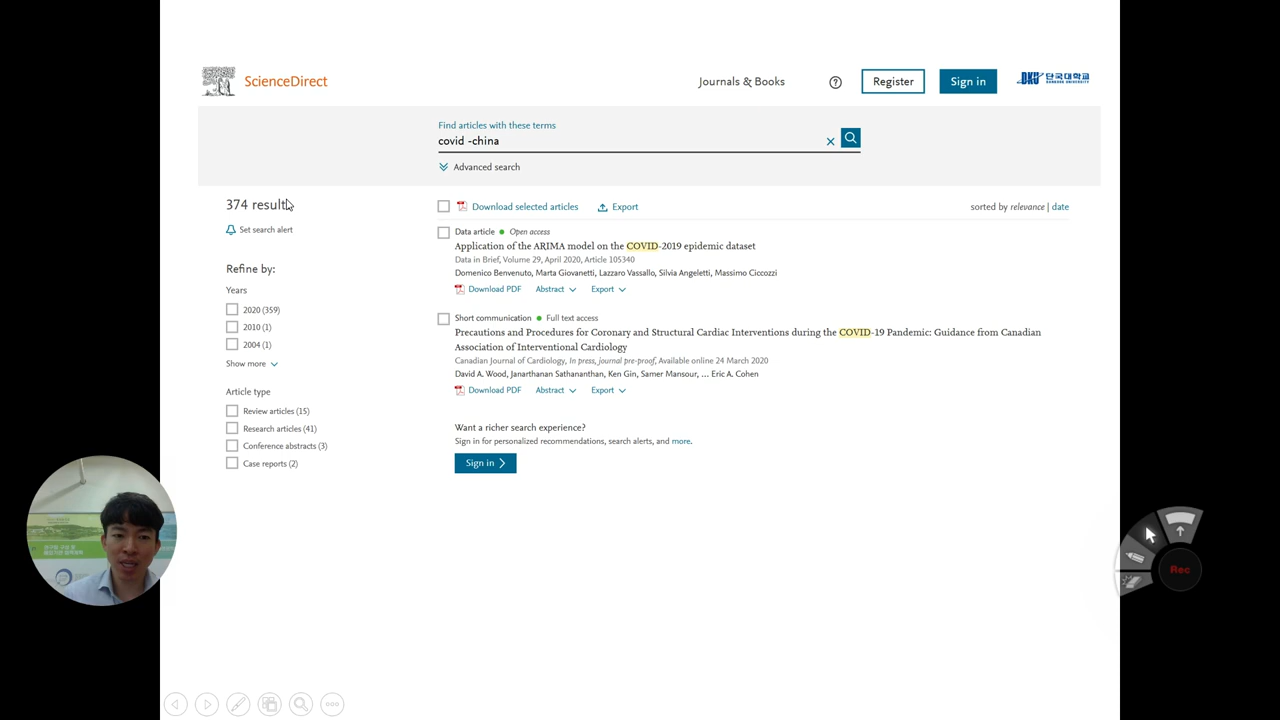 ScienceDirect
Journals & Books
?
Register
Sign in
DKU 단국대학교
DANKOOK UNIVERSITY
Find articles with these terms
covid -china
Advanced search
374 results
Set search alert
Refine by:
Years
2020 (359)
2010 (1)
2004 (1)
Show more
Article type
Review articles (15)
Research articles (41)
Conference abstracts (3)
Case reports (2)
Download selected articles
Export
sorted by relevance | date
Data article ● Open access
Application of the ARIMA model on the COVID-2019 epidemic dataset
Data in Brief, Volume 29, April 2020, Article 105340
Domenico Benvenuto, Marta Giovanetti, Lazzaro Vassallo, Silvia Angeletti, Massimo Ciccozzi
Download PDF Abstract Export
Short communication ● Full text access
Precautions and Procedures for Coronary and Structural Cardiac Interventions during the COVID-19 Pandemic: Guidance from Canadian
Association of Interventional Cardiology
Canadian Journal of Cardiology, In press, journal pre-proof, Available online 24 March 2020
David A. Wood, Janarthanan Sathananthan, Ken Gin, Samer Mansour, ... Eric A. Cohen
Download PDF Abstract Export
Want a richer search experience?
Sign in for personalized recommendations, search alerts, and more.
Sign in
Rec